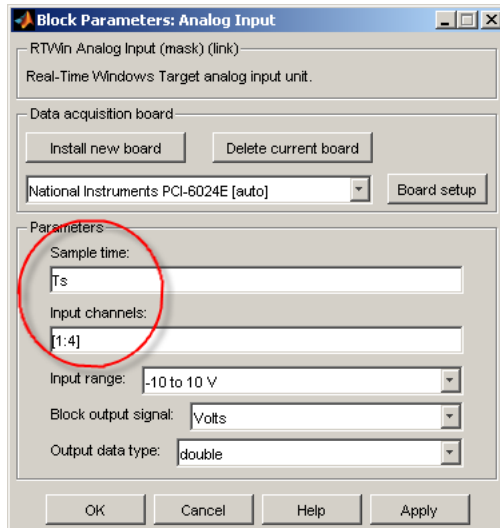 Block Parameters: Analog Input
RTWin Analog Input (mask) (link)
Real-Time Windows Target analog input unit.
Data acquisition board
Install new board Delete current board
National Instruments PCI-6024E [auto] Board setup
Parameters
Sample time:
Ts
Input channels:
[1:4]
Input range: -10 to 10 V
Block output signal: Volts
Output data type: double
OK Cancel Help Apply